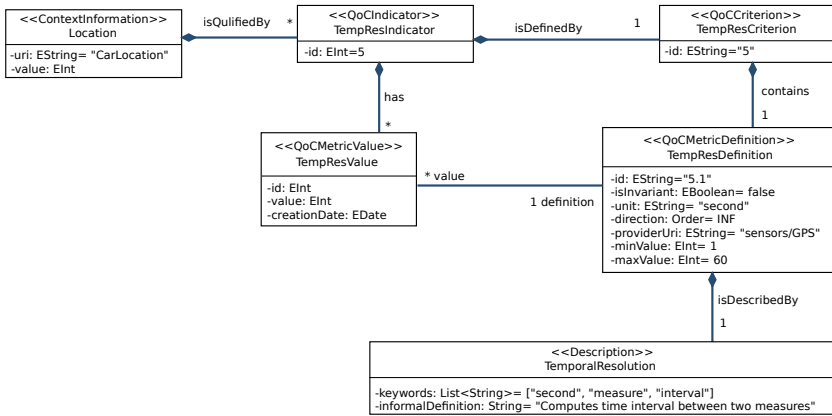 <<ContextInformation>>
Location
-uri: EString= "CarLocation"
-value: EInt
isQulifiedBy
*
<<QoCIndicator>>
TempResIndicator
-id: EInt=5
isDefinedBy
1
<<QoCCriterion>>
TempResCriterion
-id: EString="5"
has
*
contains
1
<<QoCMetricValue>>
TempResValue
-id: EInt
-value: EInt
-creationDate: EDate
* value
1 definition
<<QoCMetricDefinition>>
TempResDefinition
-id: EString="5.1"
-isInvariant: EBoolean= false
-unit: EString= "second"
-direction: Order= INF
-providerUri: EString= "sensors/GPS"
-minValue: EInt= 1
-maxValue: EInt= 60
isDescribedBy
1
<<Description>>
TemporalResolution
-keywords: List<String>= ["second", "measure", "interval"]
-informalDefinition: String= "Computes time interval between two measures"